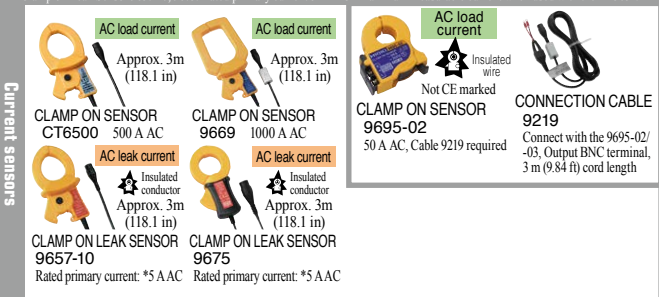 Current sensors
AC load current
Approx. 3m
(118.1 in)
CLAMP ON SENSOR
CT6500 500 A AC
AC load current
Approx. 3m
(118.1 in)
CLAMP ON SENSOR
9669 1000 A AC
AC leak current
Insulated
conductor
Approx. 3m
(118.1 in)
CLAMP ON LEAK SENSOR
9657-10
Rated primary current: *5 A AC
AC leak current
Insulated
conductor
Approx. 3m
(118.1 in)
CLAMP ON LEAK SENSOR
9675
Rated primary current: *5 A AC
AC load
current
Insulated
wire
Not CE marked
CLAMP ON SENSOR
9695-02
50 A AC, Cable 9219 required
CONNECTION CABLE
9219
Connect with the 9695-02/
-03, Output BNC terminal,
3 m (9.84 ft) cord length